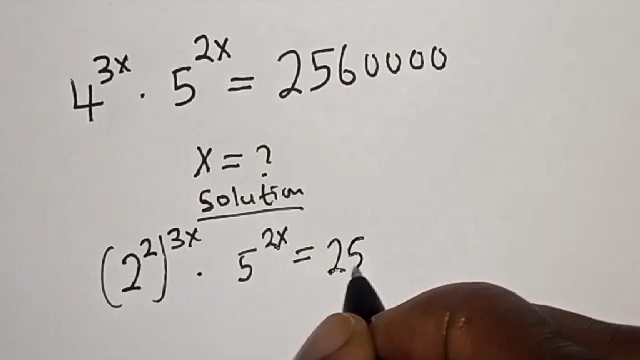 4^{3x} · 5^{2x} = 2560000
x = ?
Solution
(2^2)^{3x} · 5^{2x} = 25